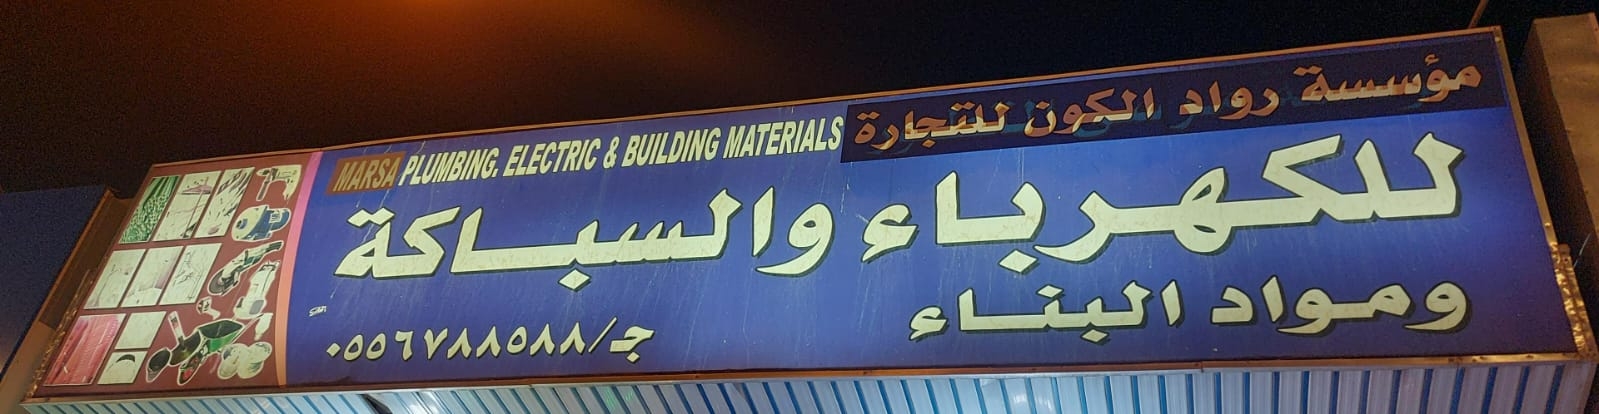 مؤسسة رواد الكون للتجارة
MARSA PLUMBING, ELECTRIC & BUILDING MATERIALS
للكهرباء والسباكة
ومواد البناء
ج/٠٥٥٦٧٨٨٥٨٨